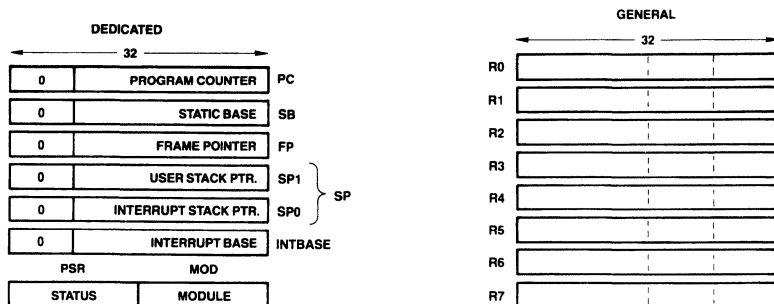 DEDICATED
32
0 PROGRAM COUNTER PC
0 STATIC BASE SB
0 FRAME POINTER FP
0 USER STACK PTR. SP1
SP
0 INTERRUPT STACK PTR. SP0
0 INTERRUPT BASE INTBASE
PSR MOD
STATUS MODULE
GENERAL
32
R0
R1
R2
R3
R4
R5
R6
R7